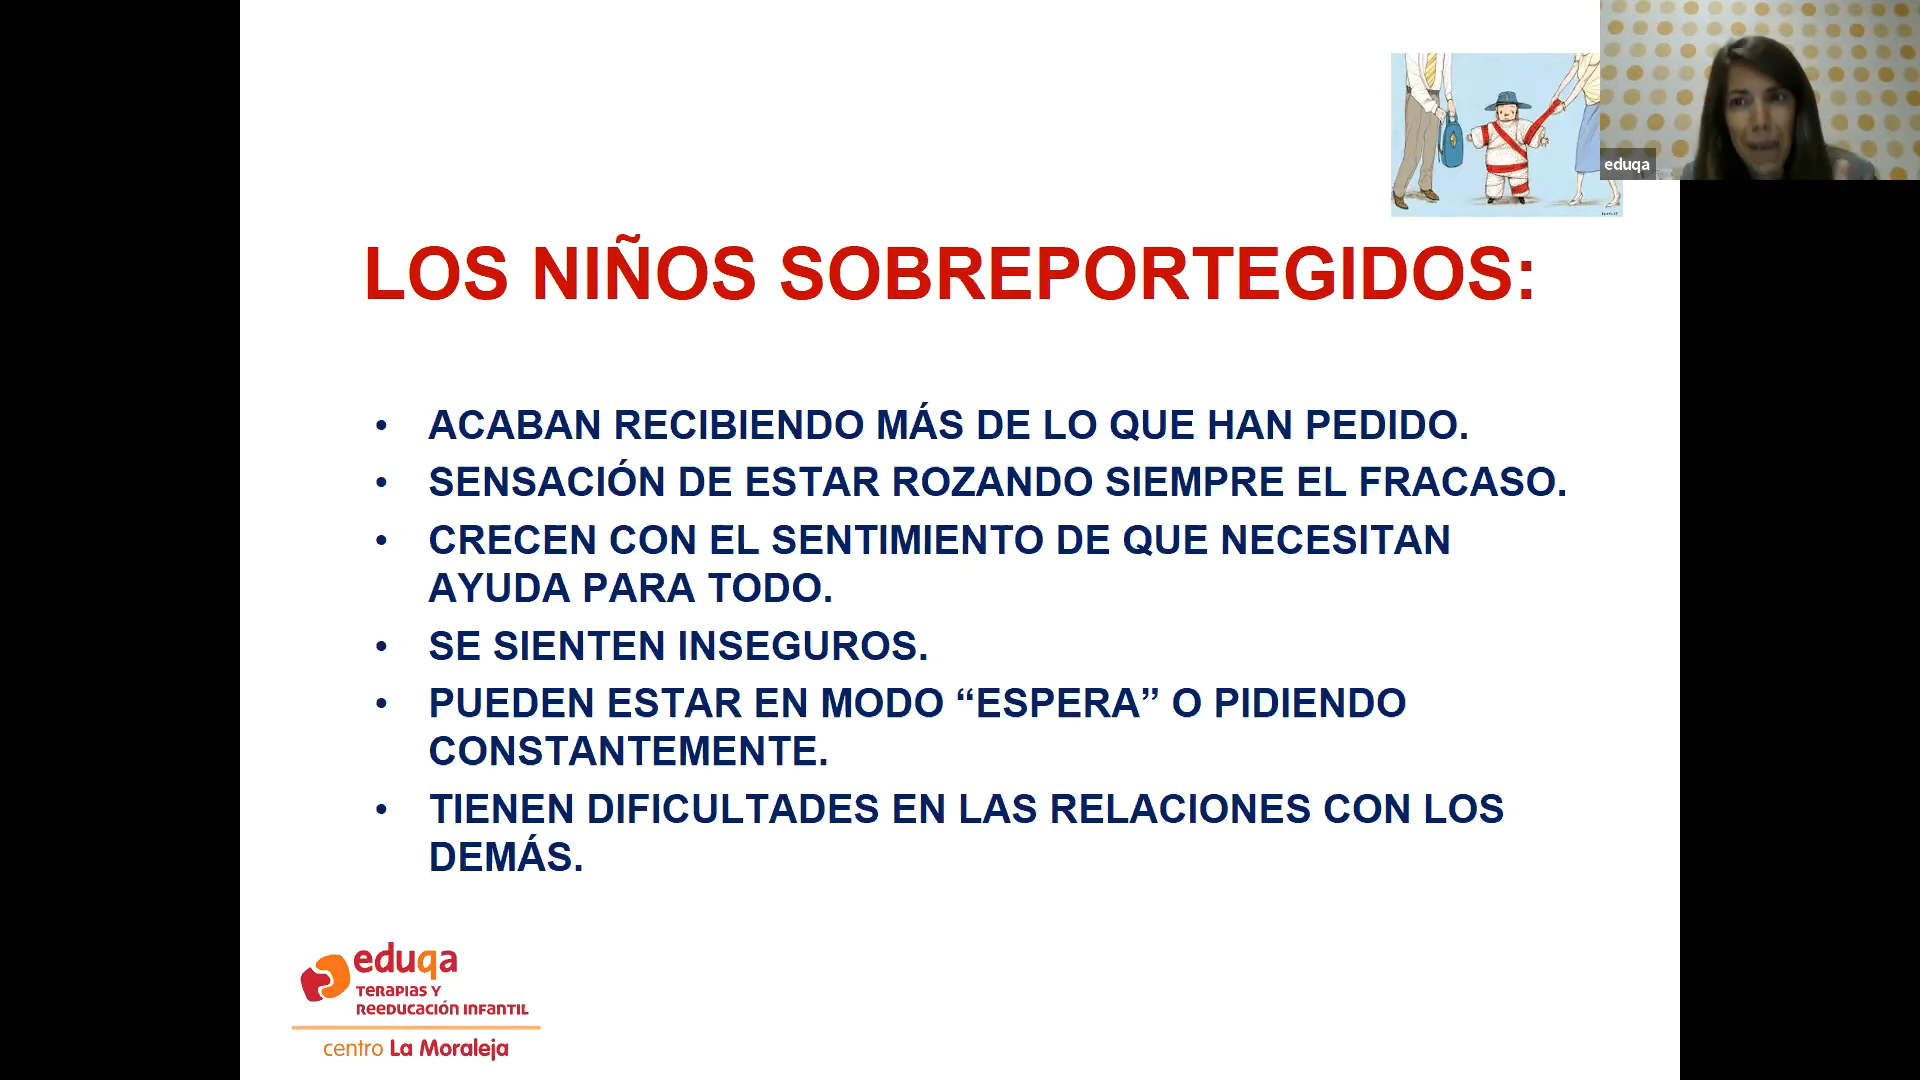 eduqa
LOS NIÑOS SOBREPORTEGIDOS:
• ACABAN RECIBIENDO MÁS DE LO QUE HAN PEDIDO.
• SENSACIÓN DE ESTAR ROZANDO SIEMPRE EL FRACASO.
• CRECEN CON EL SENTIMIENTO DE QUE NECESITAN
AYUDA PARA TODO.
• SE SIENTEN INSEGUROS.
• PUEDEN ESTAR EN MODO “ESPERA” O PIDIENDO
CONSTANTEMENTE.
• TIENEN DIFICULTADES EN LAS RELACIONES CON LOS
DEMÁS.
eduqa
TERAPIAS Y
REEDUCACIÓN INFANTIL
centro La Moraleja